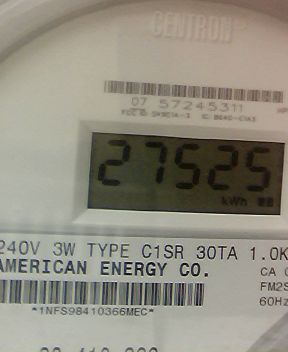 CENTRON
07 57245311
27525
kWh
240V 3W TYPE C1SR 30TA 1.0K
AMERICAN ENERGY CO.
CA
FM2S
60Hz
*1NFS98410366MEC*